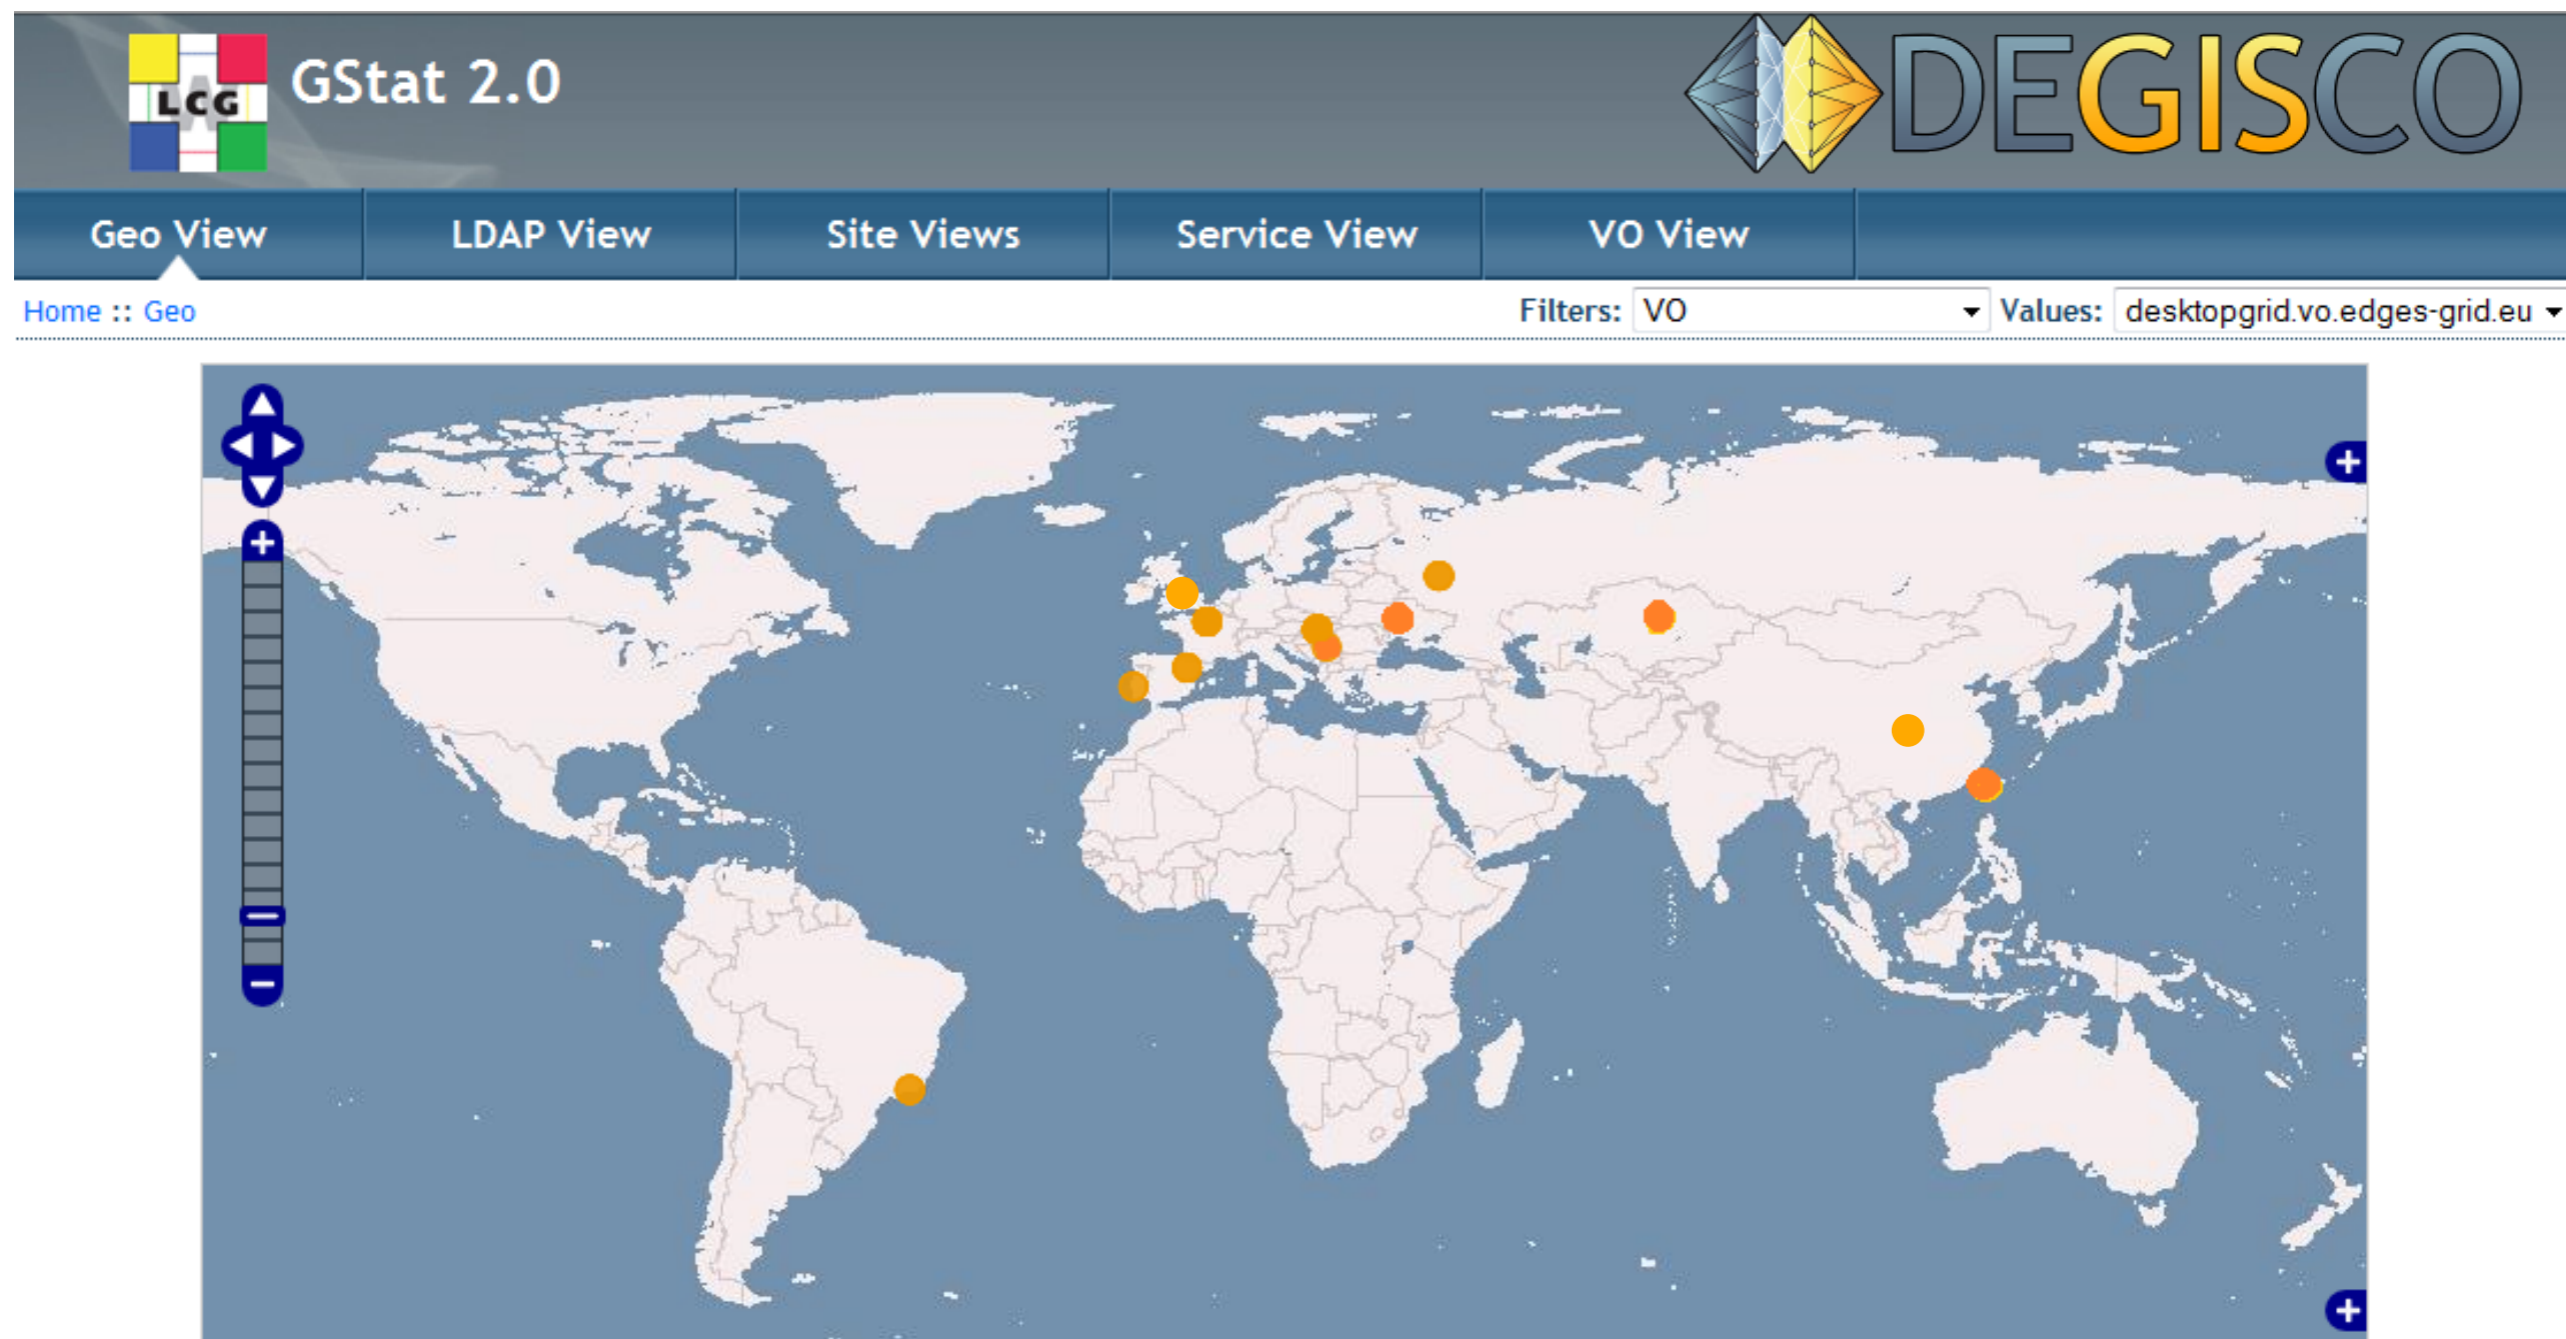 LCG
GStat 2.0
DEGISCO
Geo View
LDAP View
Site Views
Service View
VO View
Home :: Geo
Filters: VO
Values: desktopgrid.vo.edges-grid.eu